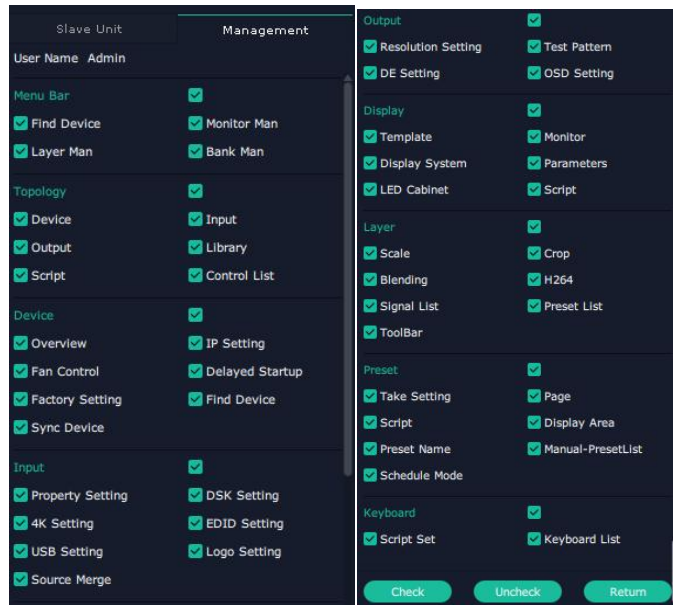 Slave Unit Management
User Name Admin
Menu Bar
Find Device Monitor Man
Layer Man Bank Man
Topology
Device Input
Output Library
Script Control List
Device
Overview IP Setting
Fan Control Delayed Startup
Factory Setting Find Device
Sync Device
Input
Property Setting DSK Setting
4K Setting EDID Setting
USB Setting Logo Setting
Source Merge
Output
Resolution Setting Test Pattern
DE Setting OSD Setting
Display
Template Monitor
Display System Parameters
LED Cabinet Script
Layer
Scale Crop
Blending H264
Signal List Preset List
ToolBar
Preset
Take Setting Page
Script Display Area
Preset Name Manual-PresetList
Schedule Mode
Keyboard
Script Set Keyboard List
Check Uncheck Return